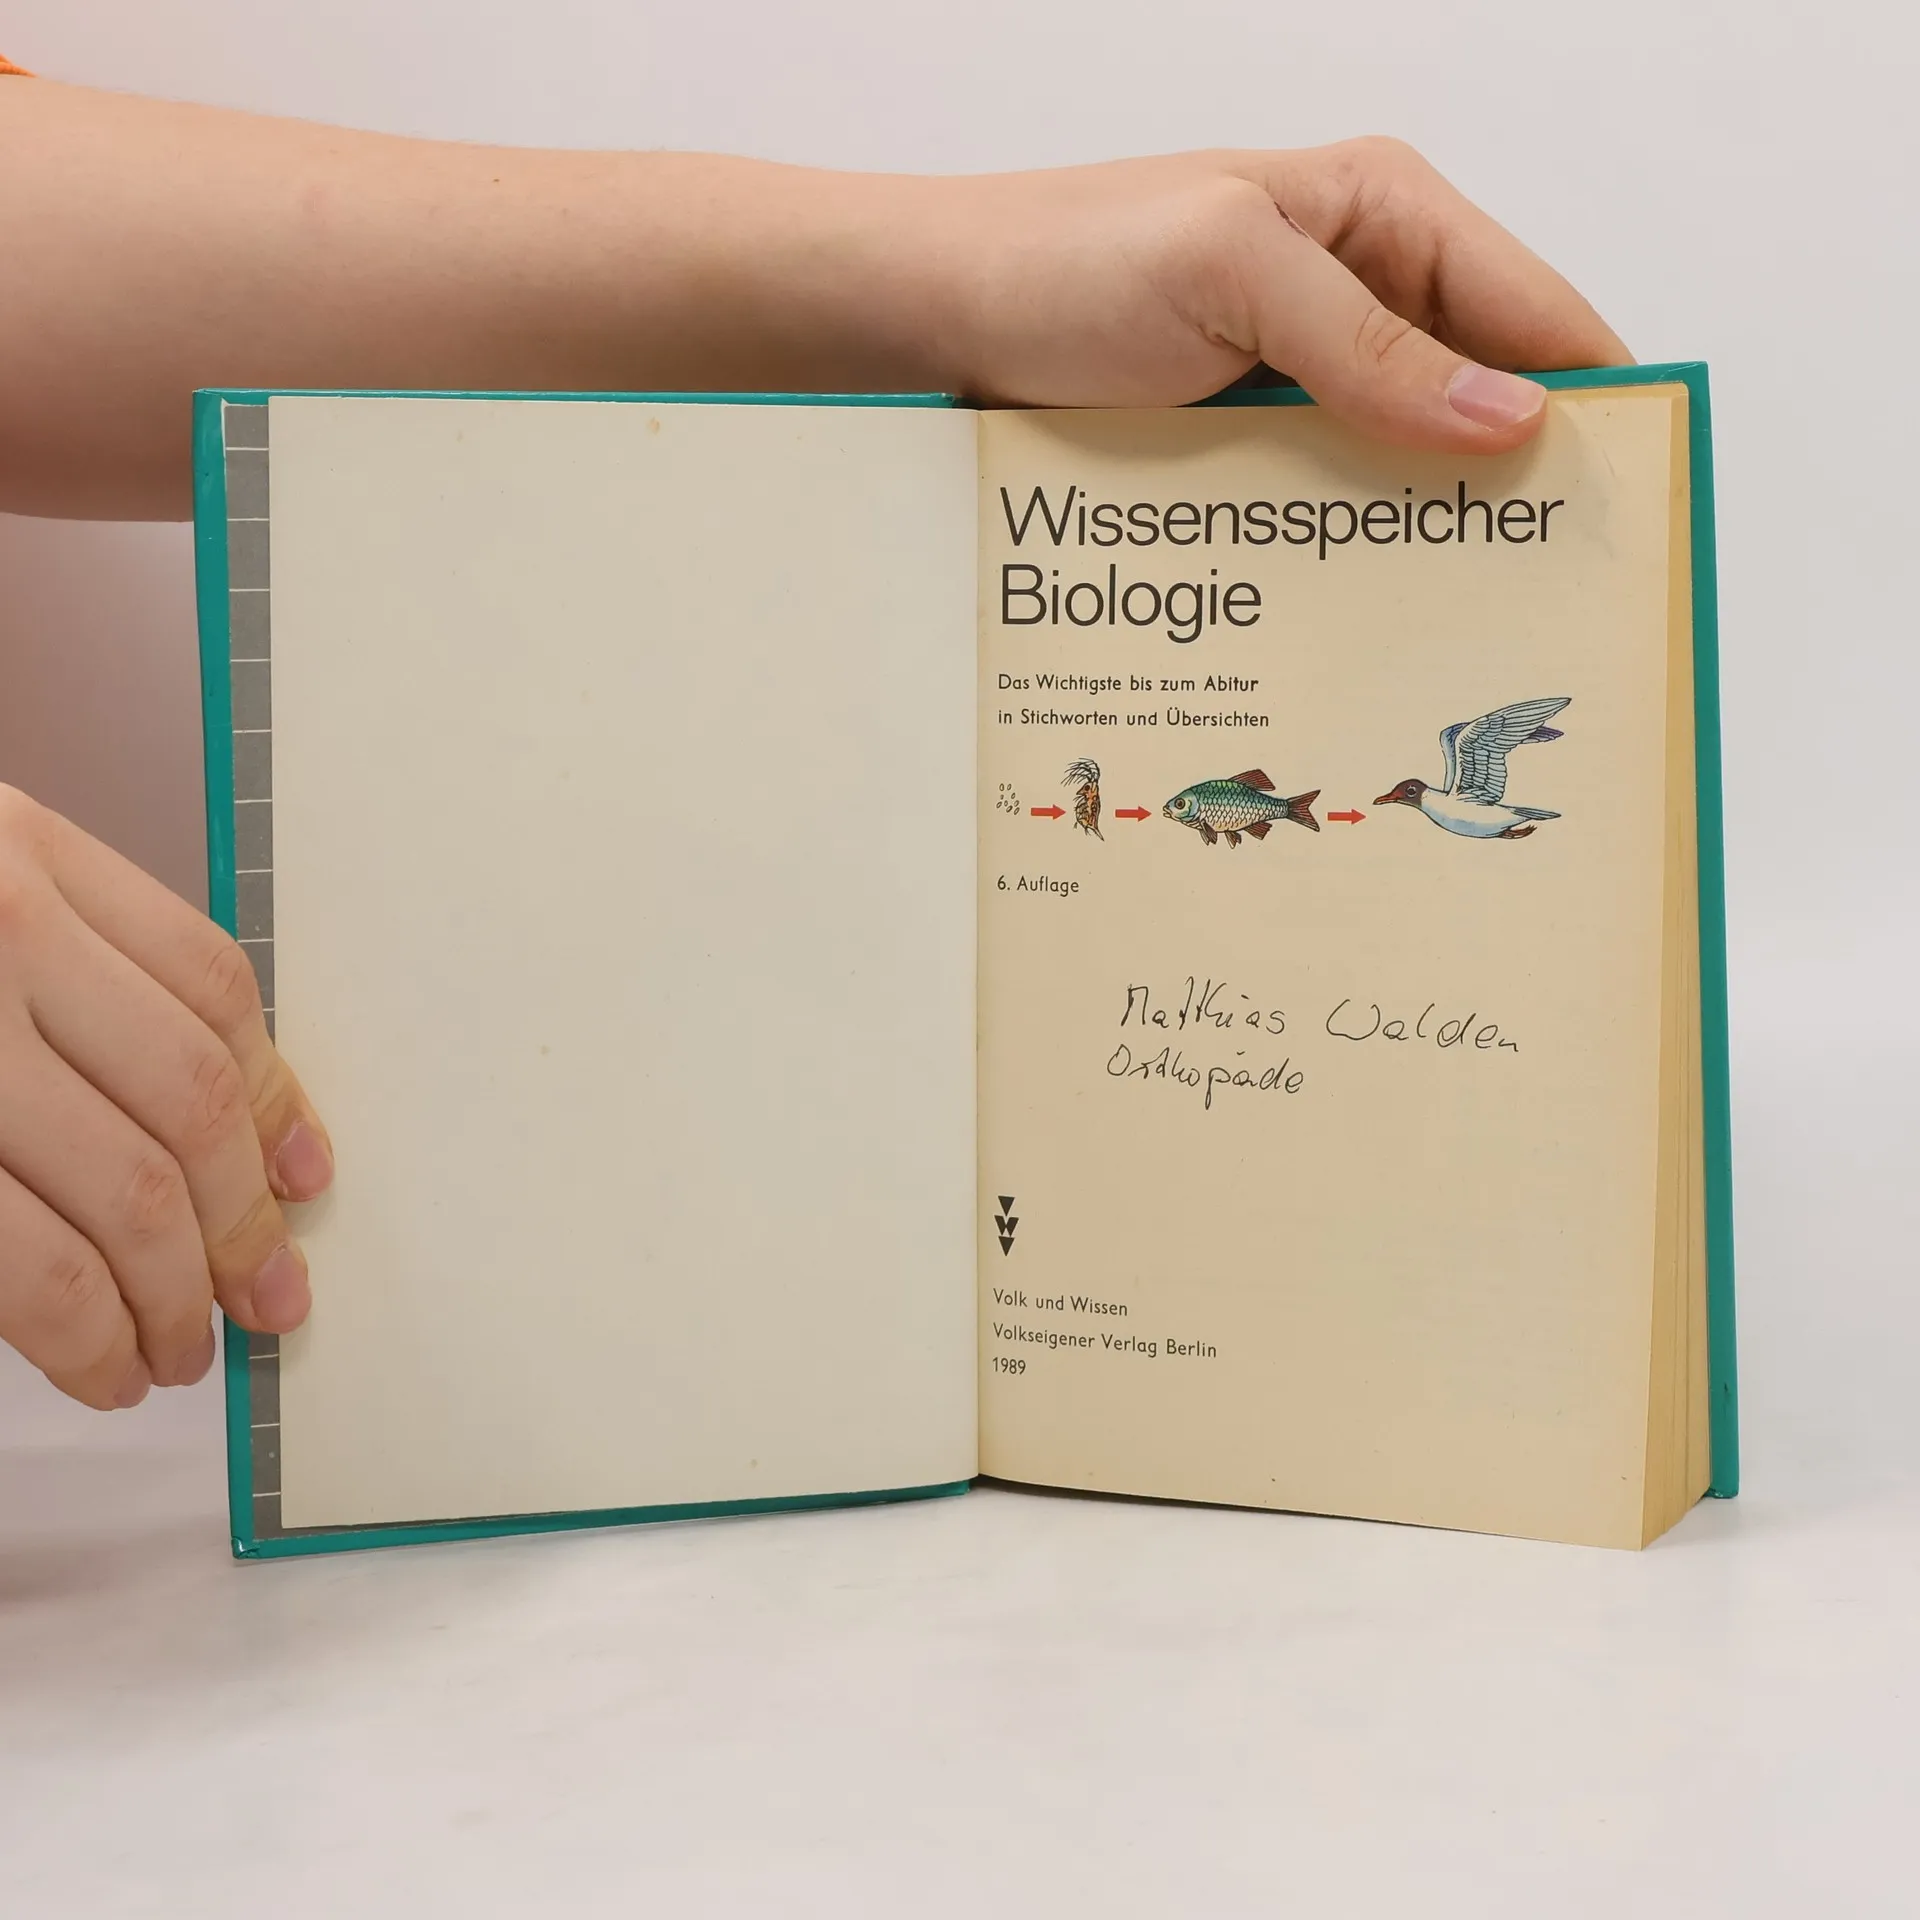 Wissensspeicher
Biologie
Das Wichtigste bis zum Abitur
in Stichworten und Übersichten
6. Auflage
Matthias Walden
Orthopäde
Volk und Wissen
Volkseigener Verlag Berlin
1989